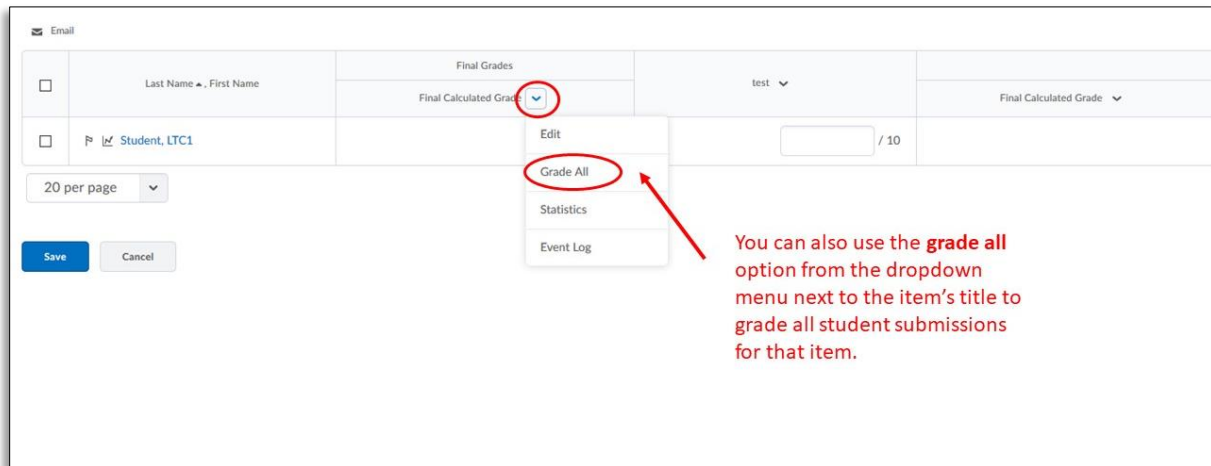 Email
Final Grades
Last Name ▲ , First Name
test
Final Calculated Grade
Final Calculated Grade
Student, LTC1
/ 10
Edit
Grade All
Statistics
Event Log
20 per page
Save
Cancel
You can also use the grade all
option from the dropdown
menu next to the item’s title to
grade all student submissions
for that item.